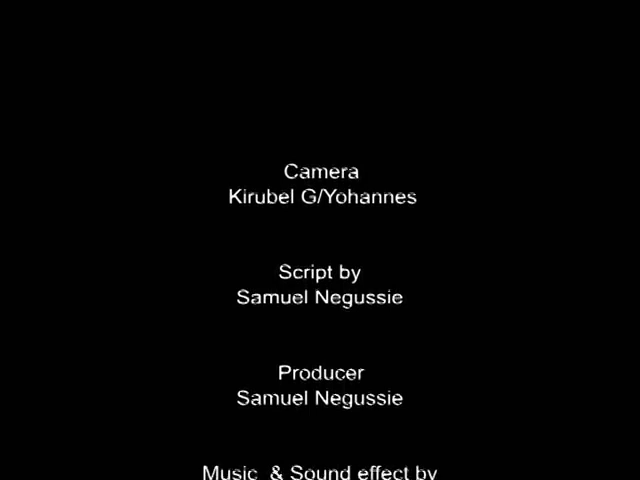 Camera
Kirubel G/Yohannes
Script by
Samuel Negussie
Producer
Samuel Negussie
Music  & Sound effect by